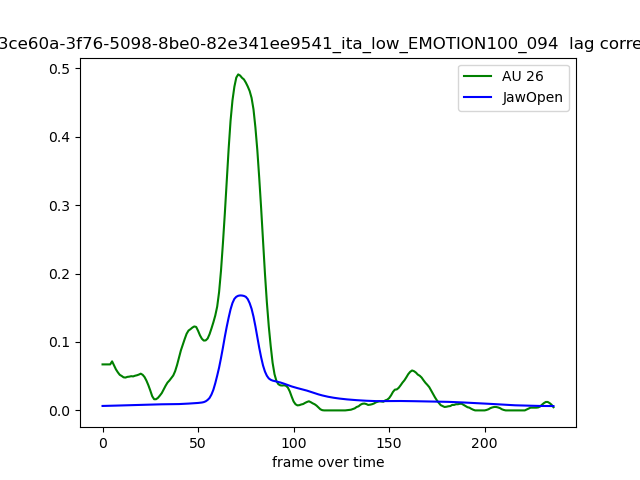 3ce60a-3f76-5098-8be0-82e341ee9541_ita_low_EMOTION100_094 lag corre
0.5
AU 26
JawOpen
0.4
0.3
0.2
0.1
0.0
0 50 100 150 200
frame over time